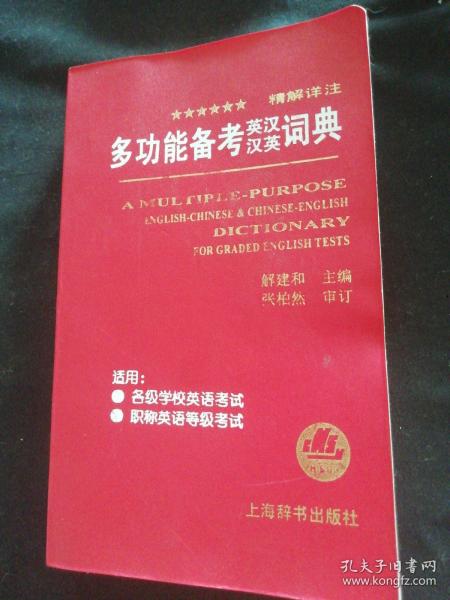 ★★★★★★ 精解详注
多功能备考英汉汉英词典
A MULTIPLE-PURPOSE
ENGLISH-CHINESE & CHINESE-ENGLISH
DICTIONARY
FOR GRADED ENGLISH TESTS
解建和 主编
张柏然 审订
适用：
● 各级学校英语考试
● 职称英语等级考试
上海辞书出版社
孔夫子旧书网
www.kongfz.com